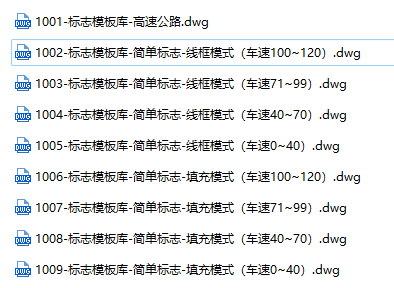 1001-标志模板库-高速公路.dwg
1002-标志模板库-简单标志-线框模式（车速100~120）.dwg
1003-标志模板库-简单标志-线框模式（车速71~99）.dwg
1004-标志模板库-简单标志-线框模式（车速40~70）.dwg
1005-标志模板库-简单标志-线框模式（车速0~40）.dwg
1006-标志模板库-简单标志-填充模式（车速100~120）.dwg
1007-标志模板库-简单标志-填充模式（车速71~99）.dwg
1008-标志模板库-简单标志-填充模式（车速40~70）.dwg
1009-标志模板库-简单标志-填充模式（车速0~40）.dwg